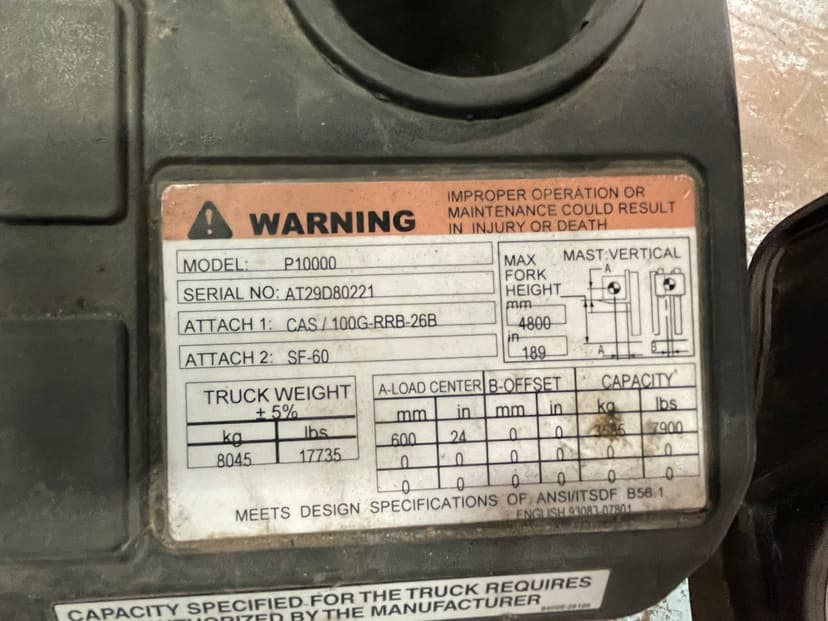 WARNING
IMPROPER OPERATION OR
MAINTENANCE COULD RESULT
IN INJURY OR DEATH
MODEL: P10000
SERIAL NO: AT29D80221
ATTACH 1: CAS / 100G-RRB-26B
ATTACH 2: SF-60
MAX
FORK
HEIGHT
mm
4800
in
189
MAST:VERTICAL
A
A
B
TRUCK WEIGHT
± 5%
kg lbs
8045 17735
A-LOAD CENTER B-OFFSET CAPACITY
mm in mm in kg lbs
600 24 0 0 7900
0 0 0 0 0 0
0 0 0 0 0 0
MEETS DESIGN SPECIFICATIONS OF ANSI/ITSDF B56.1
ENGLISH 93083-07801
CAPACITY SPECIFIED FOR THE TRUCK REQUIRES
BY THE MANUFACTURER